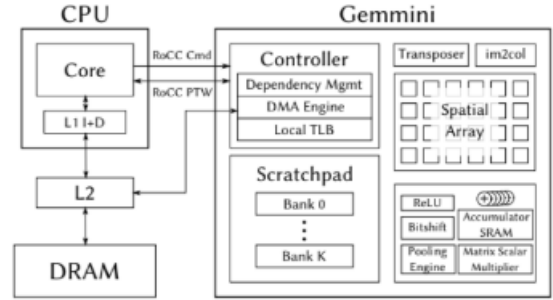 CPU
Core
L1 I+D
L2
DRAM
RoCC Cmd
RoCC PTW
Gemmini
Controller
Dependency Mgmt
DMA Engine
Local TLB
Scratchpad
Bank 0
Bank K
Transposer
im2col
Spatial
Array
ReLU
Bitshift
Accumulator
SRAM
Pooling
Engine
Matrix Scalar
Multiplier